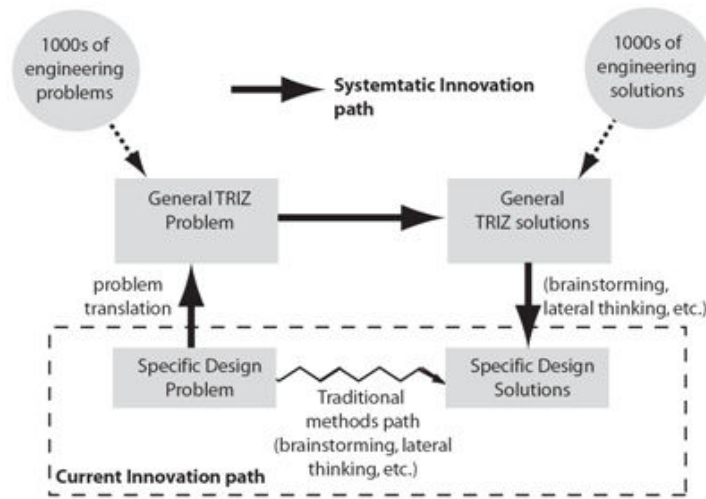 1000s of
engineering
problems
Systemtatic Innovation
path
1000s of
engineering
solutions
General TRIZ
Problem
General
TRIZ solutions
problem
translation
(brainstorming,
lateral thinking, etc.)
Specific Design
Problem
Specific Design
Solutions
Traditional
methods path
(brainstorming, lateral
thinking, etc.)
Current Innovation path